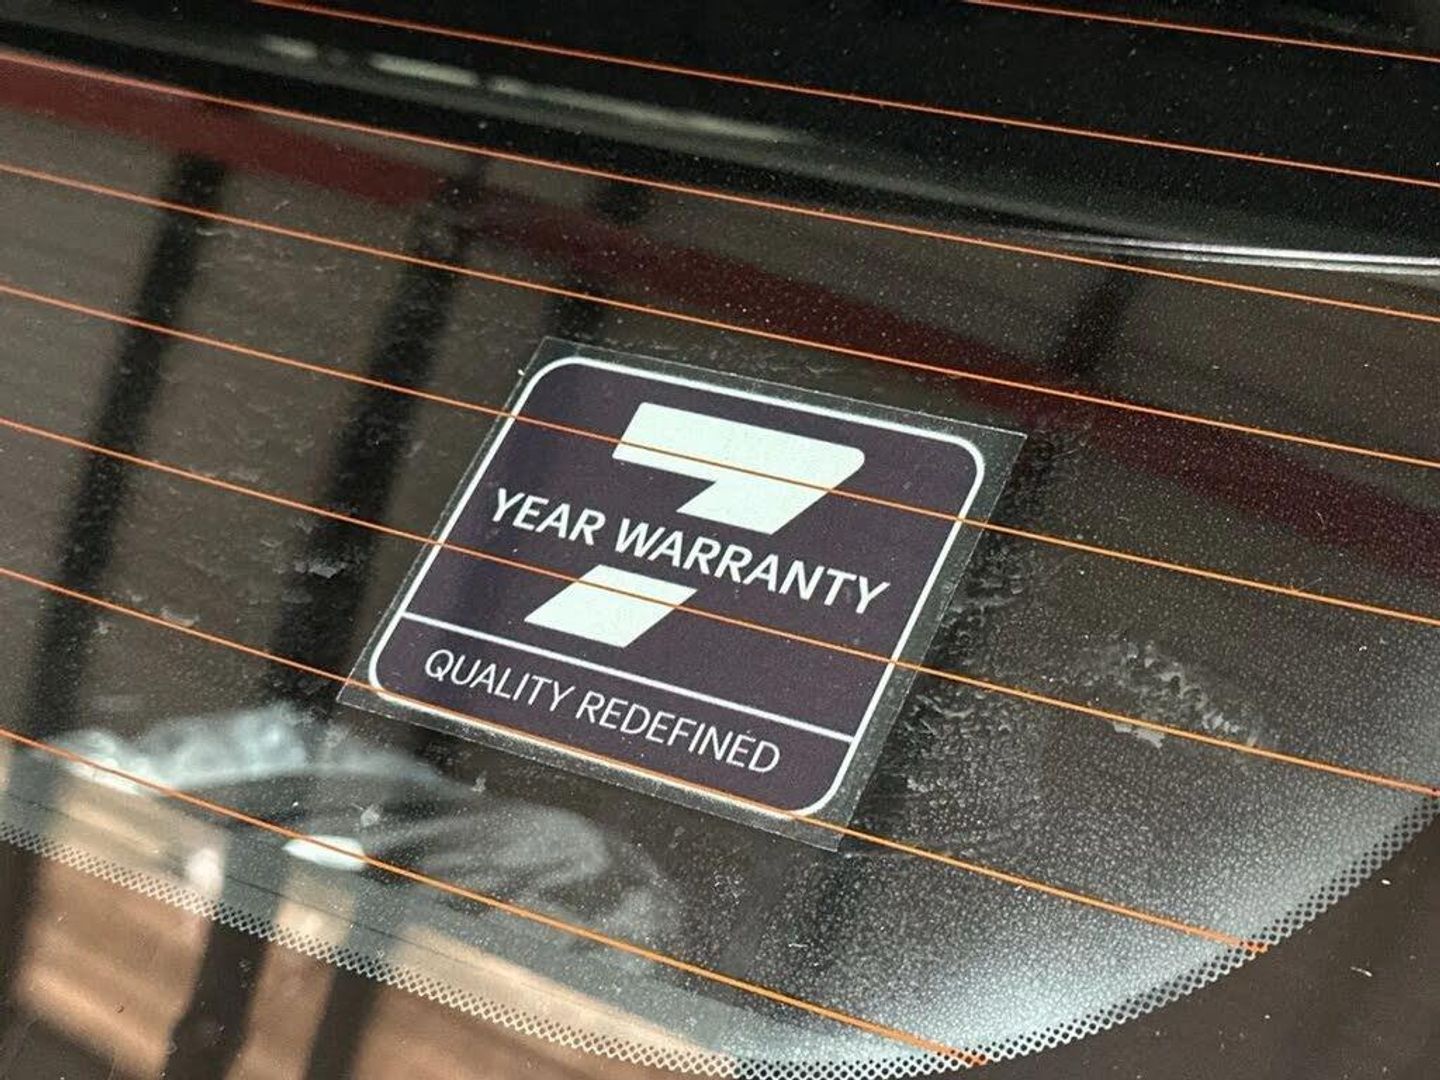 7
YEAR WARRANTY
QUALITY REDEFINED